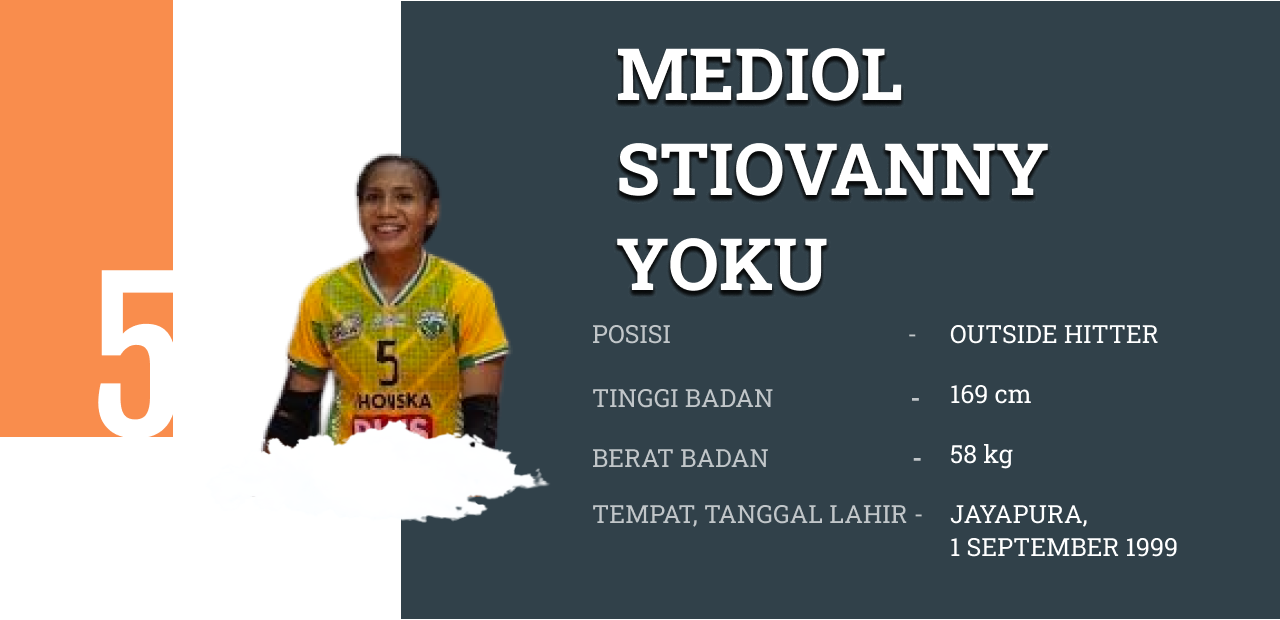 5
MEDIOL
STIOVANNY
YOKU
5
POSISI - OUTSIDE HITTER
TINGGI BADAN - 169 cm
BERAT BADAN - 58 kg
TEMPAT, TANGGAL LAHIR - JAYAPURA,
1 SEPTEMBER 1999